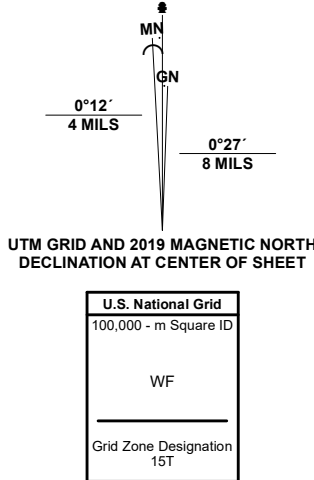 MN
GN
0°12´
4 MILS
0°27´
8 MILS
UTM GRID AND 2019 MAGNETIC NORTH
DECLINATION AT CENTER OF SHEET
U.S. National Grid
100,000 - m Square ID
WF
Grid Zone Designation
15T